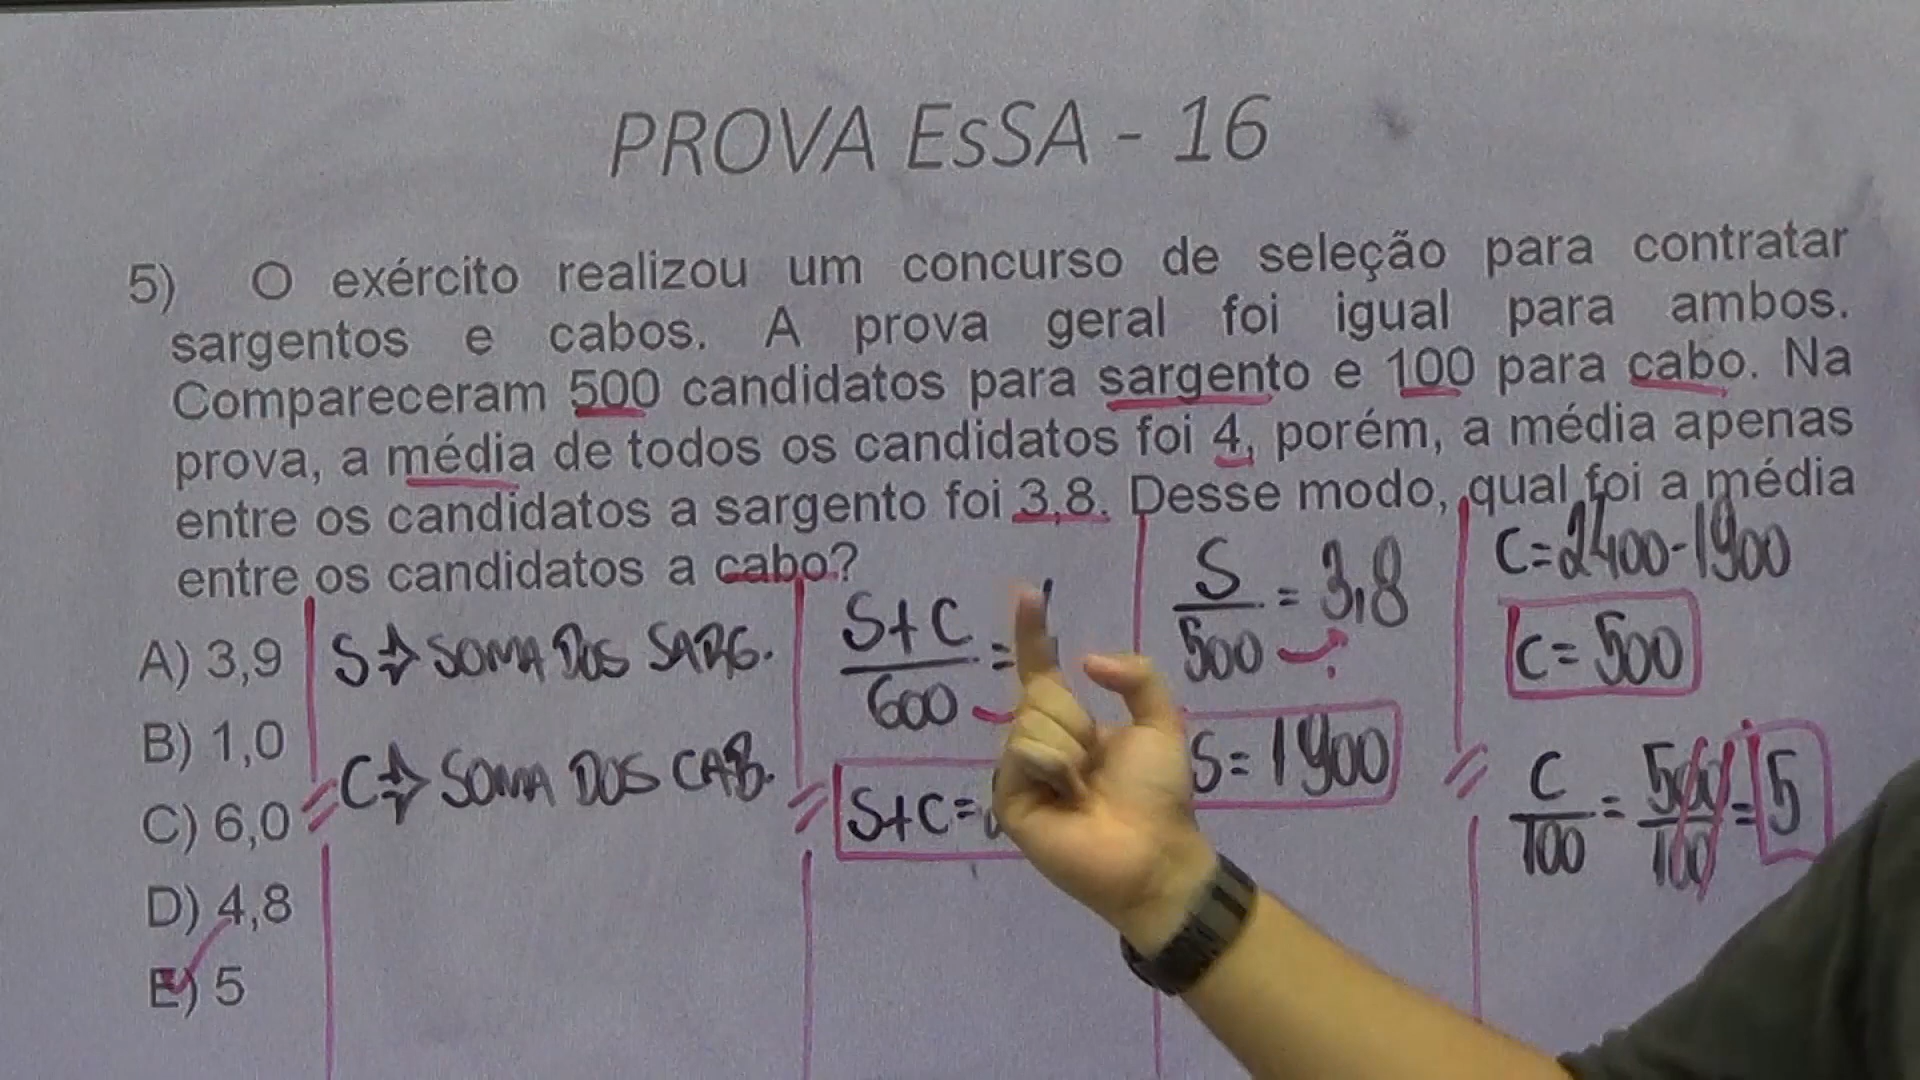 PROVA EsSA - 16
5) O exército realizou um concurso de seleção para contratar
sargentos e cabos. A prova geral foi igual para ambos.
Compareceram 500 candidatos para sargento e 100 para cabo. Na
prova, a média de todos os candidatos foi 4, porém, a média apenas
entre os candidatos a sargento foi 3,8. Desse modo, qual foi a média
entre os candidatos a cabo?
A) 3,9
B) 1,0
C) 6,0
D) 4,8
E) 5
S → SOMA DOS SARG.
C → SOMA DOS CAB.
S+C
600
=
S+C=
S
500
= 3,8
S=1900
C=2400-1900
C=500
C
100
=
500
100
= 5